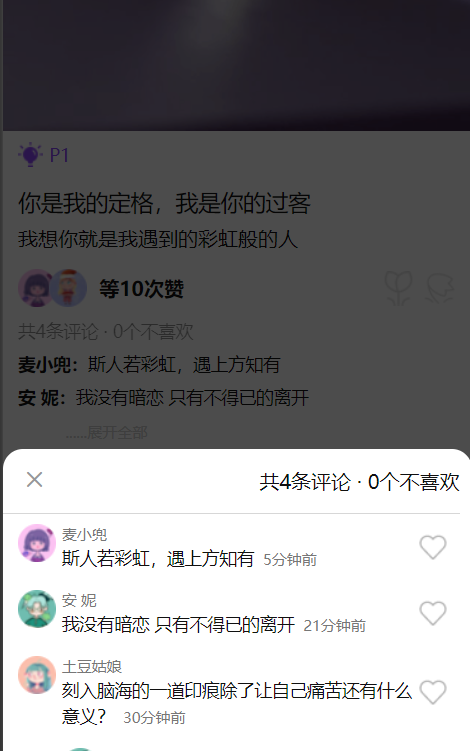 P1
你是我的定格，我是你的过客
我想你就是我遇到的彩虹般的人
等10次赞
共4条评论 · 0个不喜欢
麦小兜：斯人若彩虹，遇上方知有
安 妮：我没有暗恋 只有不得已的离开
......展开全部
共4条评论 · 0个不喜欢
麦小兜
斯人若彩虹，遇上方知有 5分钟前
安 妮
我没有暗恋 只有不得已的离开 21分钟前
土豆姑娘
刻入脑海的一道印痕除了让自己痛苦还有什么
意义？ 30分钟前